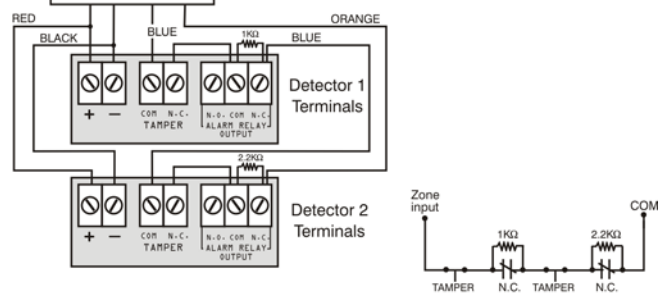 RED
ORANGE
BLACK
BLUE
1KΩ
BLUE
Detector 1
Terminals
+ −
COM N.C.
TAMPER
N.O. COM N.C.
ALARM RELAY
OUTPUT
2.2KΩ
Detector 2
Terminals
+ −
COM N.C.
TAMPER
N.O. COM N.C.
ALARM RELAY
OUTPUT
Zone
input
COM
1KΩ
2.2KΩ
TAMPER
N.C.
TAMPER
N.C.